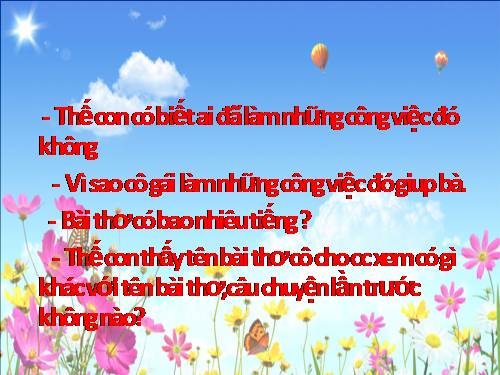 - Thế con có biết ai đã làm những công việc đó
không
- Vì sao cô gái làm những công việc đó giup bà.
- Bài thơ có bao nhiêu tiếng ?
- Thế con thấy tên bài thơ cô cho cc xem có gì
khác với tên bài thơ, câu chuyện lần trước
không nào?